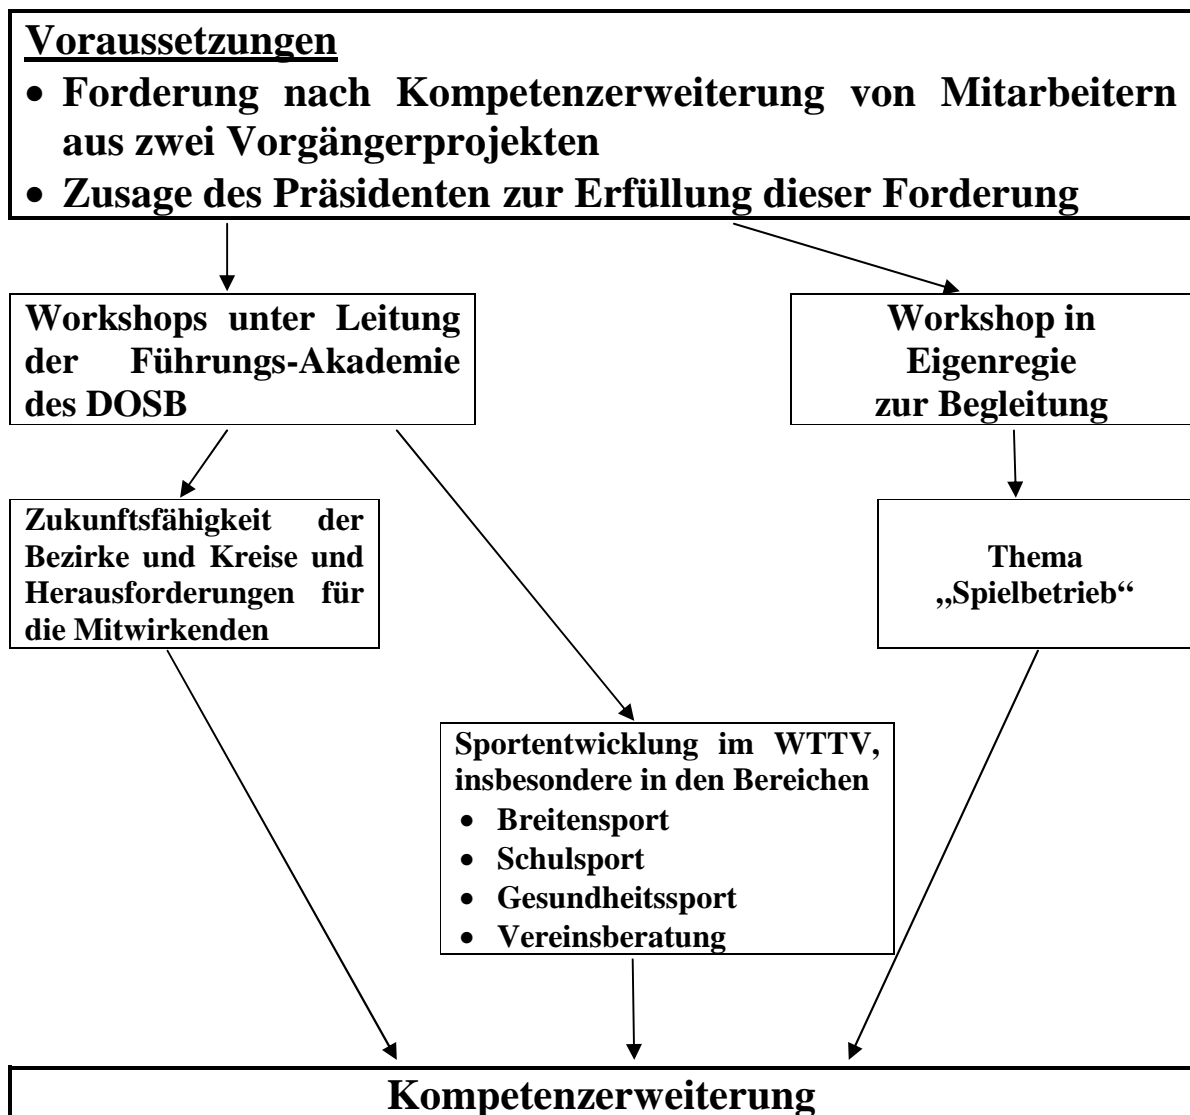 Voraussetzungen
• Forderung nach Kompetenzerweiterung von Mitarbeitern
aus zwei Vorgängerprojekten
• Zusage des Präsidenten zur Erfüllung dieser Forderung
Workshops unter Leitung
der Führungs-Akademie
des DOSB
Workshop in
Eigenregie
zur Begleitung
Zukunftsfähigkeit der
Bezirke und Kreise und
Herausforderungen für
die Mitwirkenden
Thema
„Spielbetrieb“
Sportentwicklung im WTTV,
insbesondere in den Bereichen
• Breitensport
• Schulsport
• Gesundheitssport
• Vereinsberatung
Kompetenzerweiterung